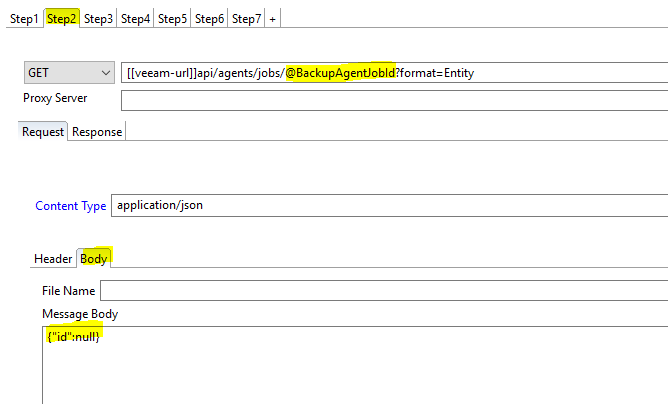 Step1 Step2 Step3 Step4 Step5 Step6 Step7 +
GET [[veeam-url]]api/agents/jobs/@BackupAgentJobId?format=Entity
Proxy Server
Request Response
Content Type application/json
Header Body
File Name
Message Body
{"id":null}